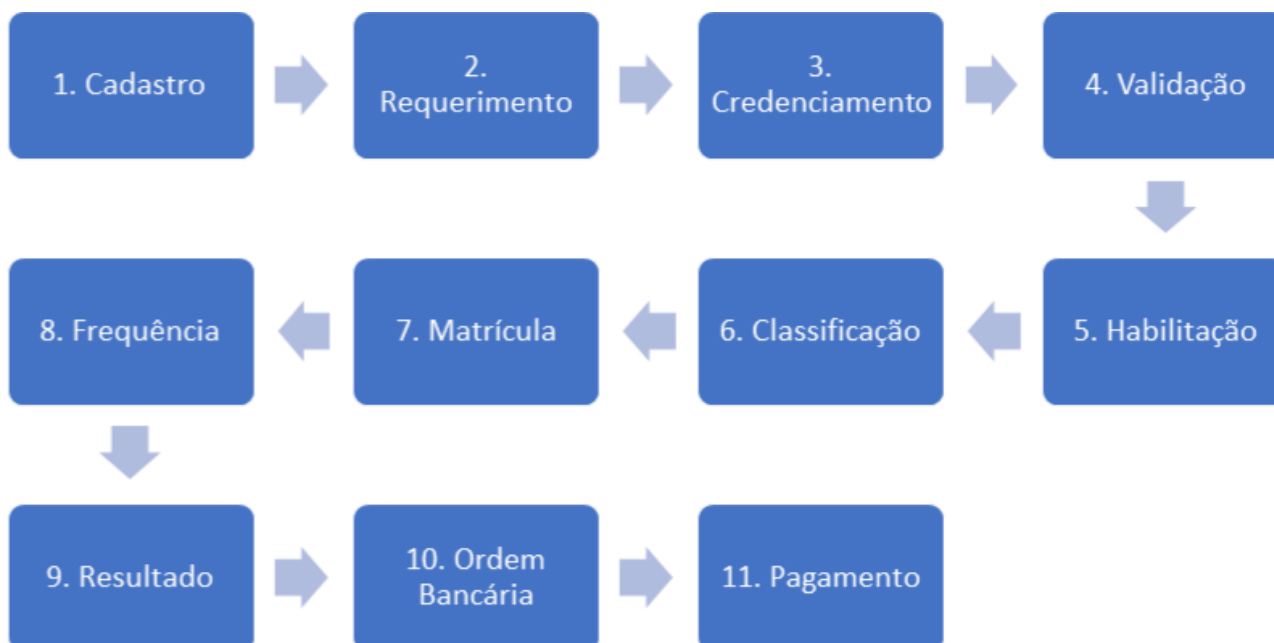 1. Cadastro
2.
Requerimento
3.
Credenciamento
4. Validação
5. Habilitação
6. Classificação
7. Matrícula
8. Frequência
9. Resultado
10. Ordem
Bancária
11. Pagamento